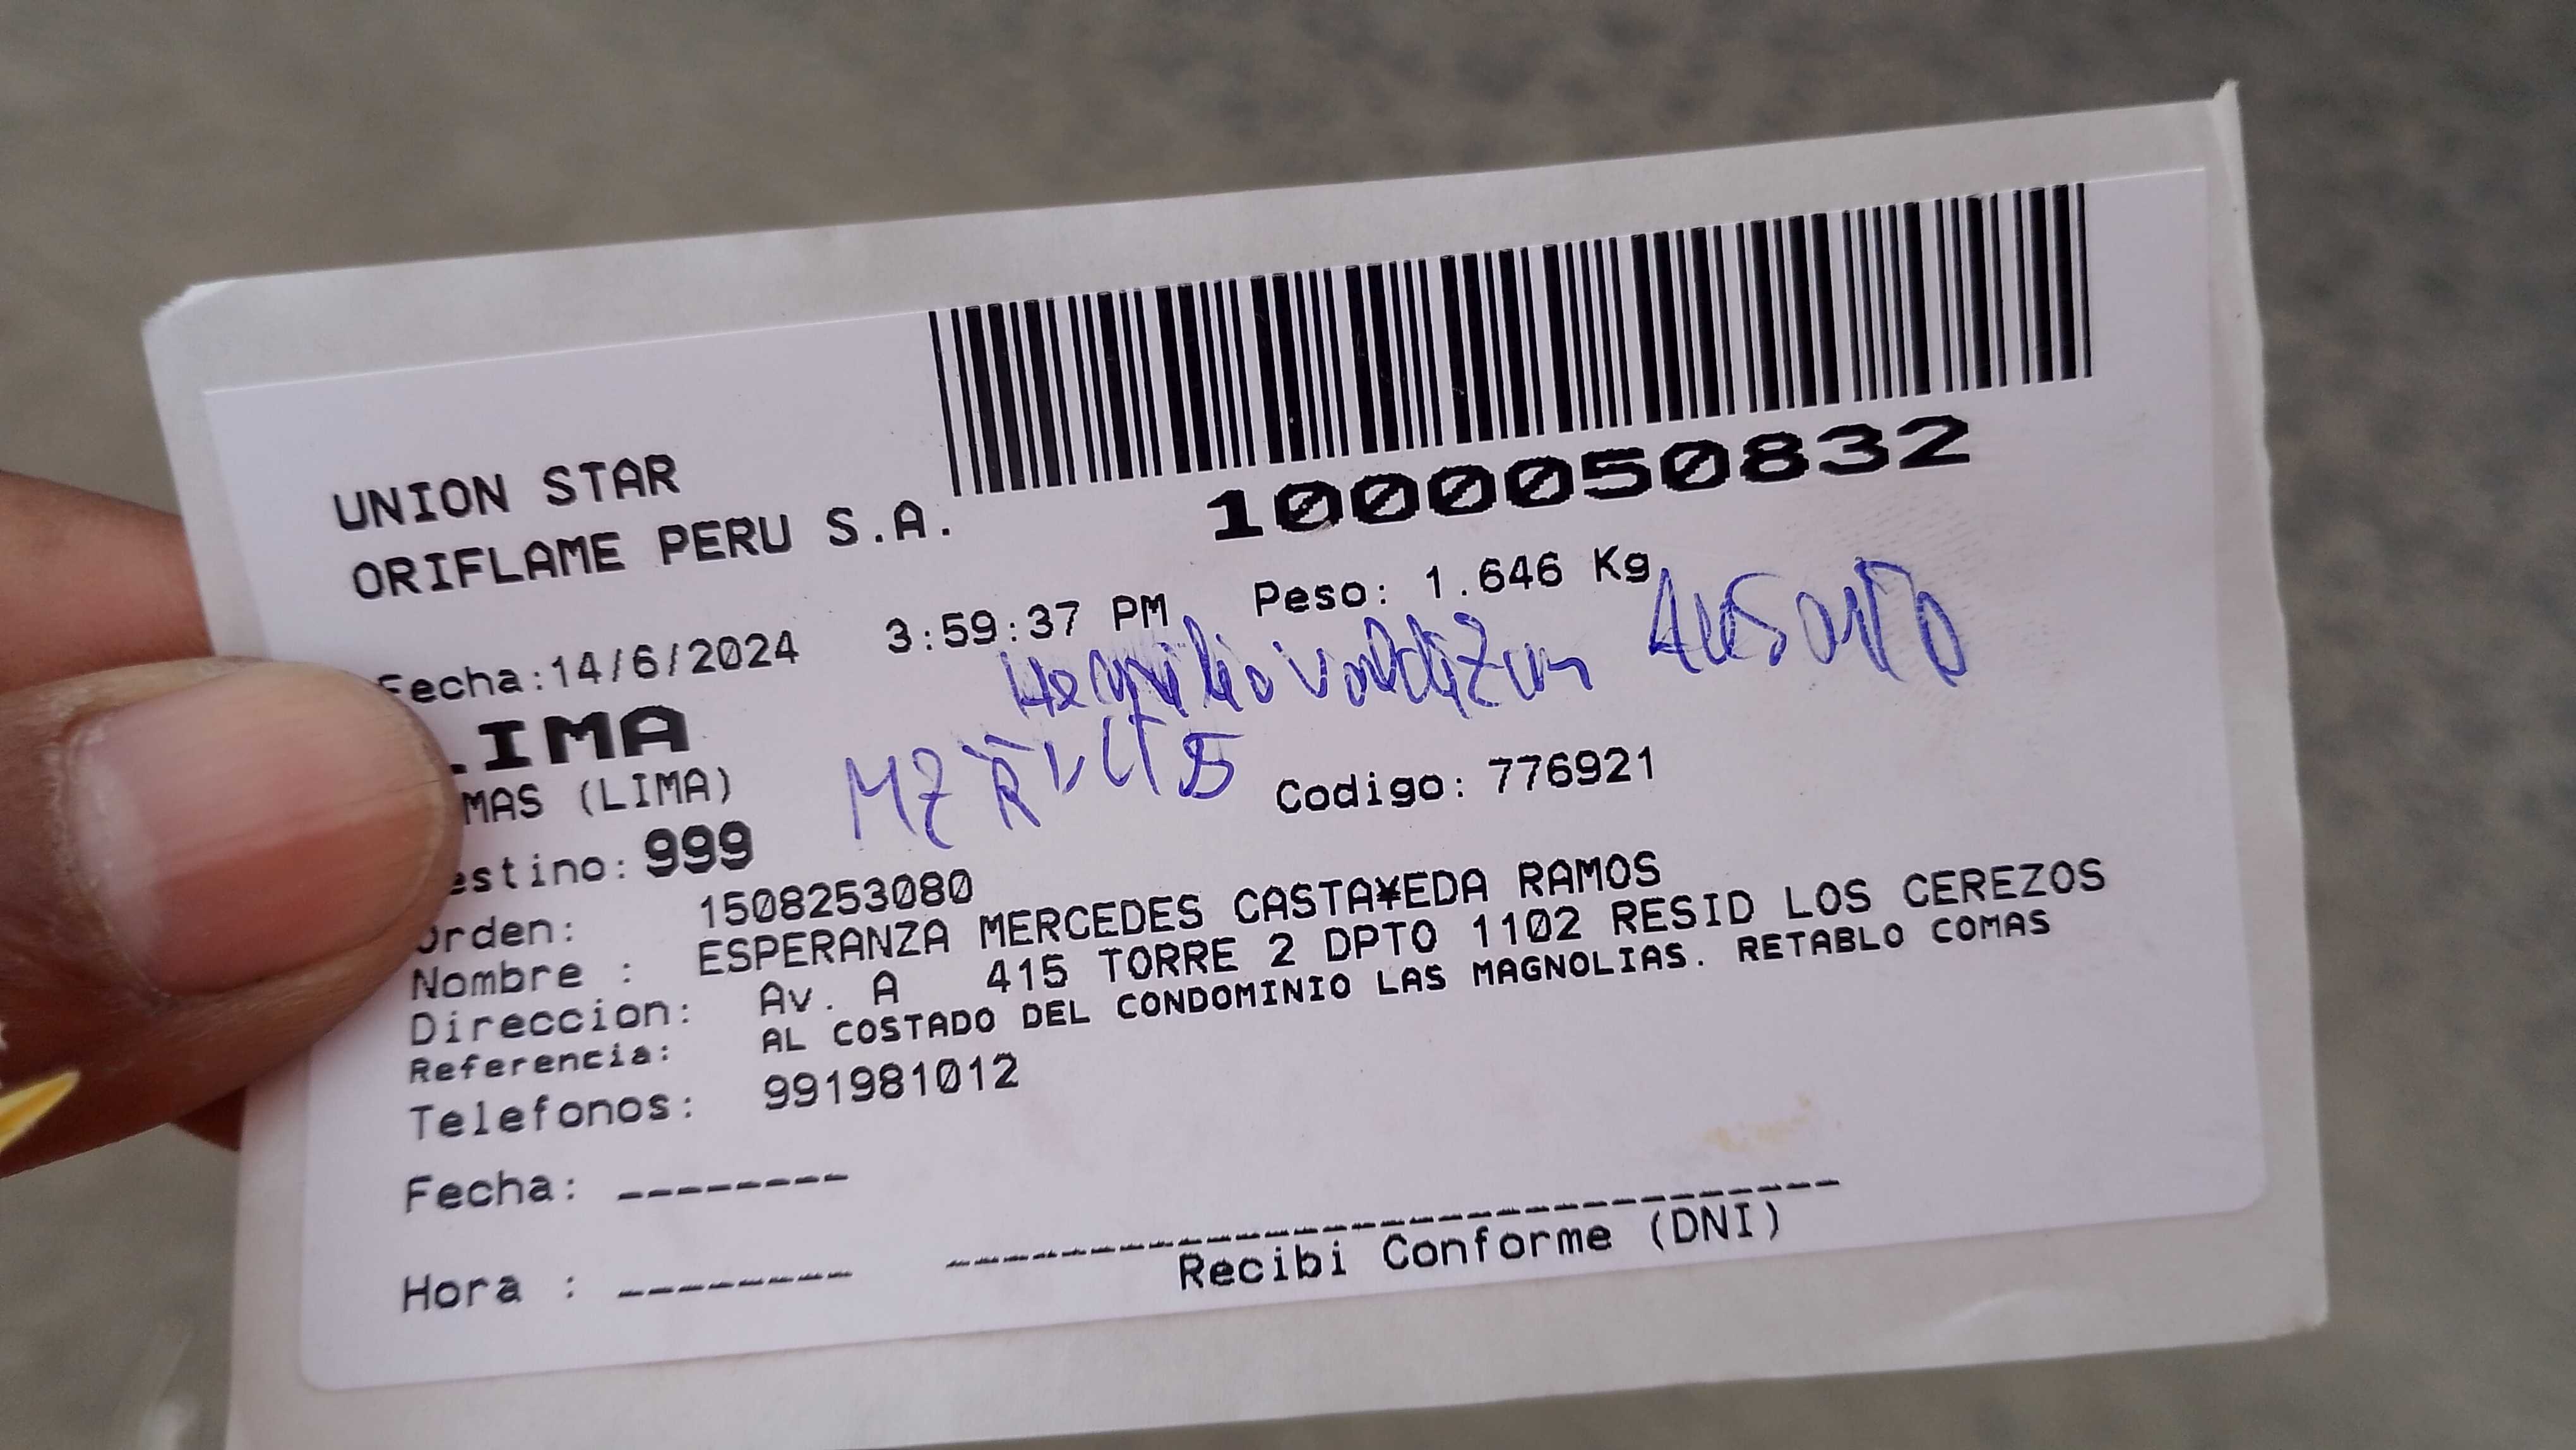 UNION STAR
ORIFLAME PERU S.A.
1000050832
Fecha:14/6/2024 3:59:37 PM Peso: 1.646 Kg
LIMA
MAS (LIMA)
MZ R
Codigo: 776921
estino: 999
Orden: 1508253080
Nombre : ESPERANZA MERCEDES CASTA¥EDA RAMOS
Direccion: Av. A 415 TORRE 2 DPTO 1102 RESID LOS CEREZOS
Referencia: AL COSTADO DEL CONDOMINIO LAS MAGNOLIAS. RETABLO COMAS
Telefonos: 991981012
Fecha: --------
Hora : --------
Recibi Conforme (DNI)